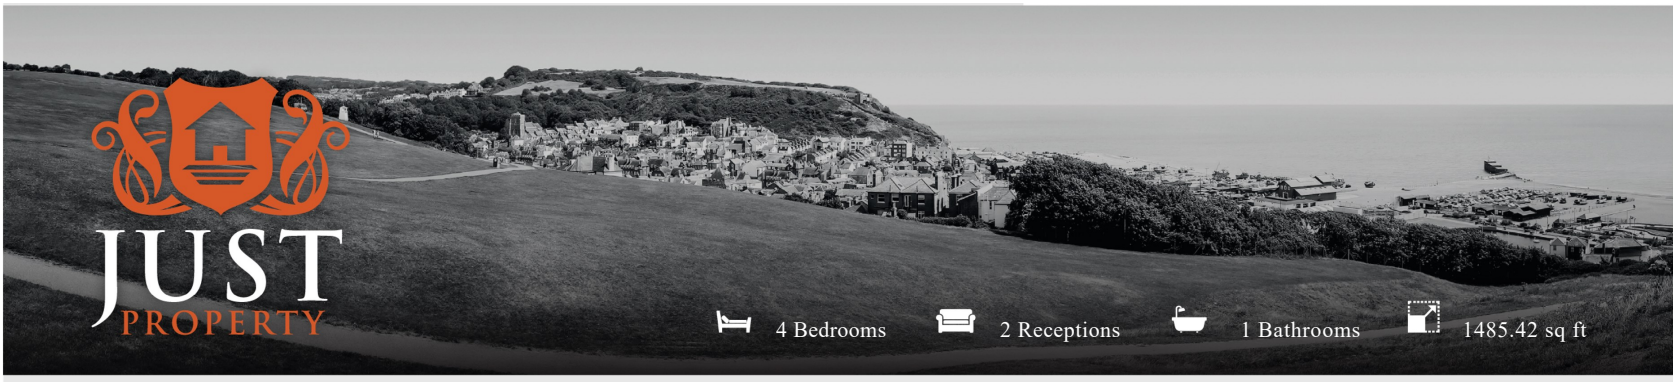 JUST
PROPERTY
4 Bedrooms
2 Receptions
1 Bathrooms
1485.42 sq ft